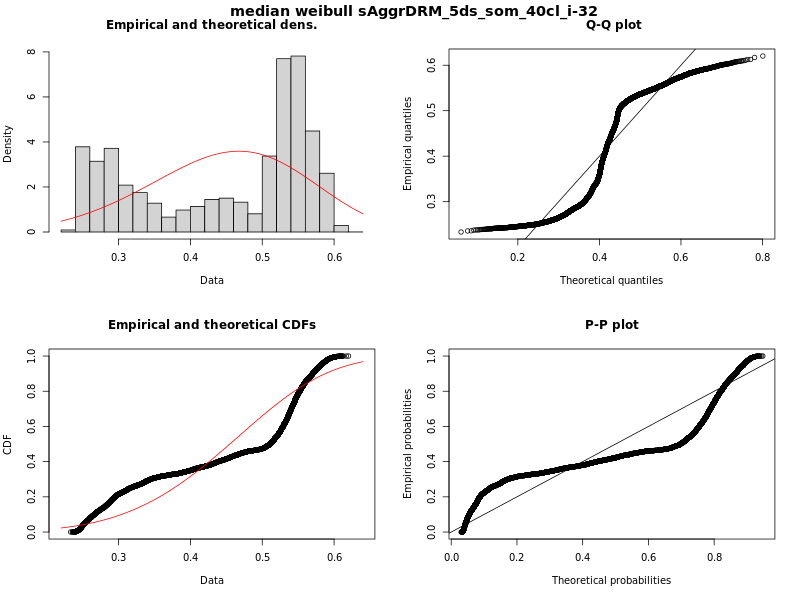 median weibull sAggrDRM_5ds_som_40cl_i-32
Empirical and theoretical dens.
Density
0 2 4 6 8
0.3 0.4 0.5 0.6
Data
Q-Q plot
Empirical quantiles
0.3 0.4 0.5 0.6
0.2 0.4 0.6 0.8
Theoretical quantiles
Empirical and theoretical CDFs
CDF
0.0 0.2 0.4 0.6 0.8 1.0
0.3 0.4 0.5 0.6
Data
P-P plot
Empirical probabilities
0.0 0.2 0.4 0.6 0.8 1.0
0.0 0.2 0.4 0.6 0.8
Theoretical probabilities